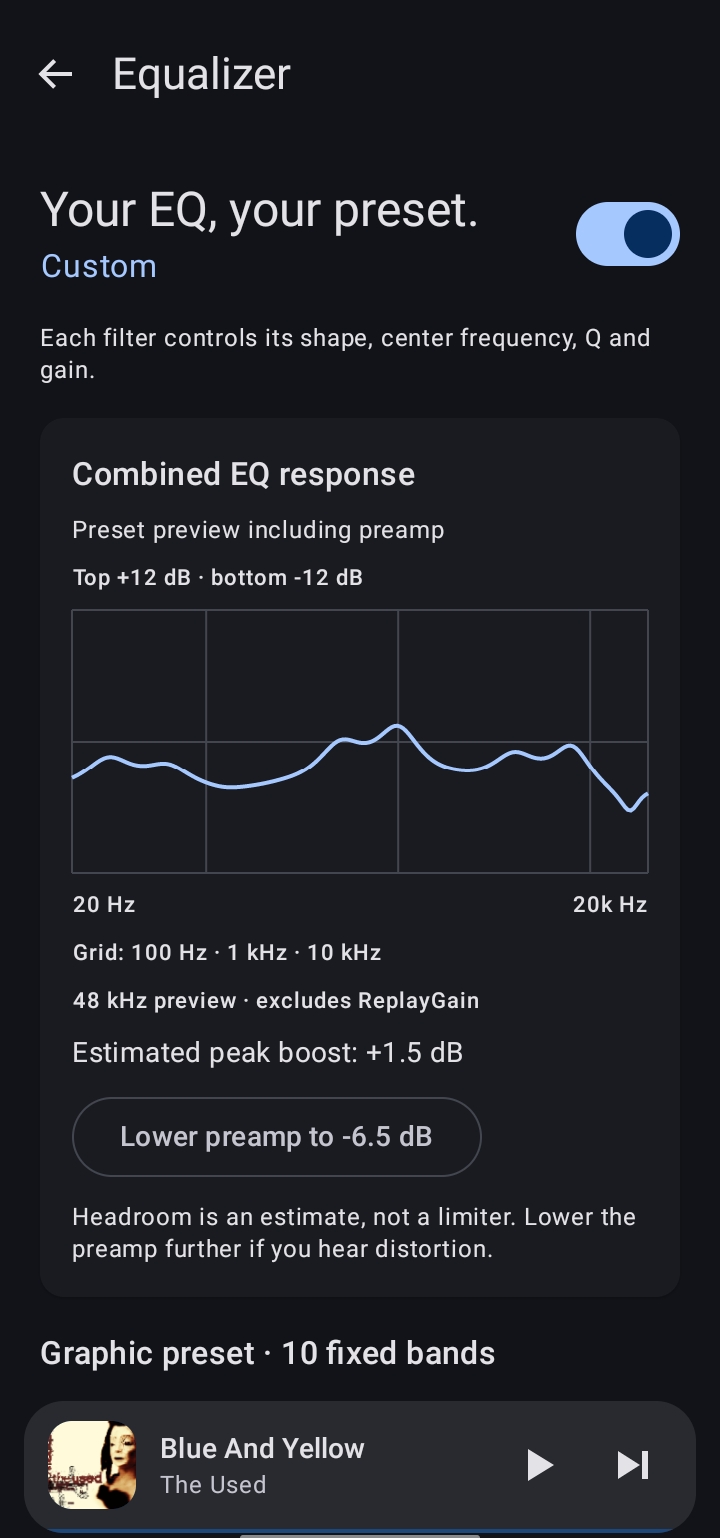 Equalizer
Your EQ, your preset.
Custom
Each filter controls its shape, center frequency, Q and
gain.
Combined EQ response
Preset preview including preamp
Top +12 dB · bottom -12 dB
20 Hz
20k Hz
Grid: 100 Hz · 1 kHz · 10 kHz
48 kHz preview · excludes ReplayGain
Estimated peak boost: +1.5 dB
Lower preamp to -6.5 dB
Headroom is an estimate, not a limiter. Lower the
preamp further if you hear distortion.
Graphic preset · 10 fixed bands
Blue And Yellow
The Used